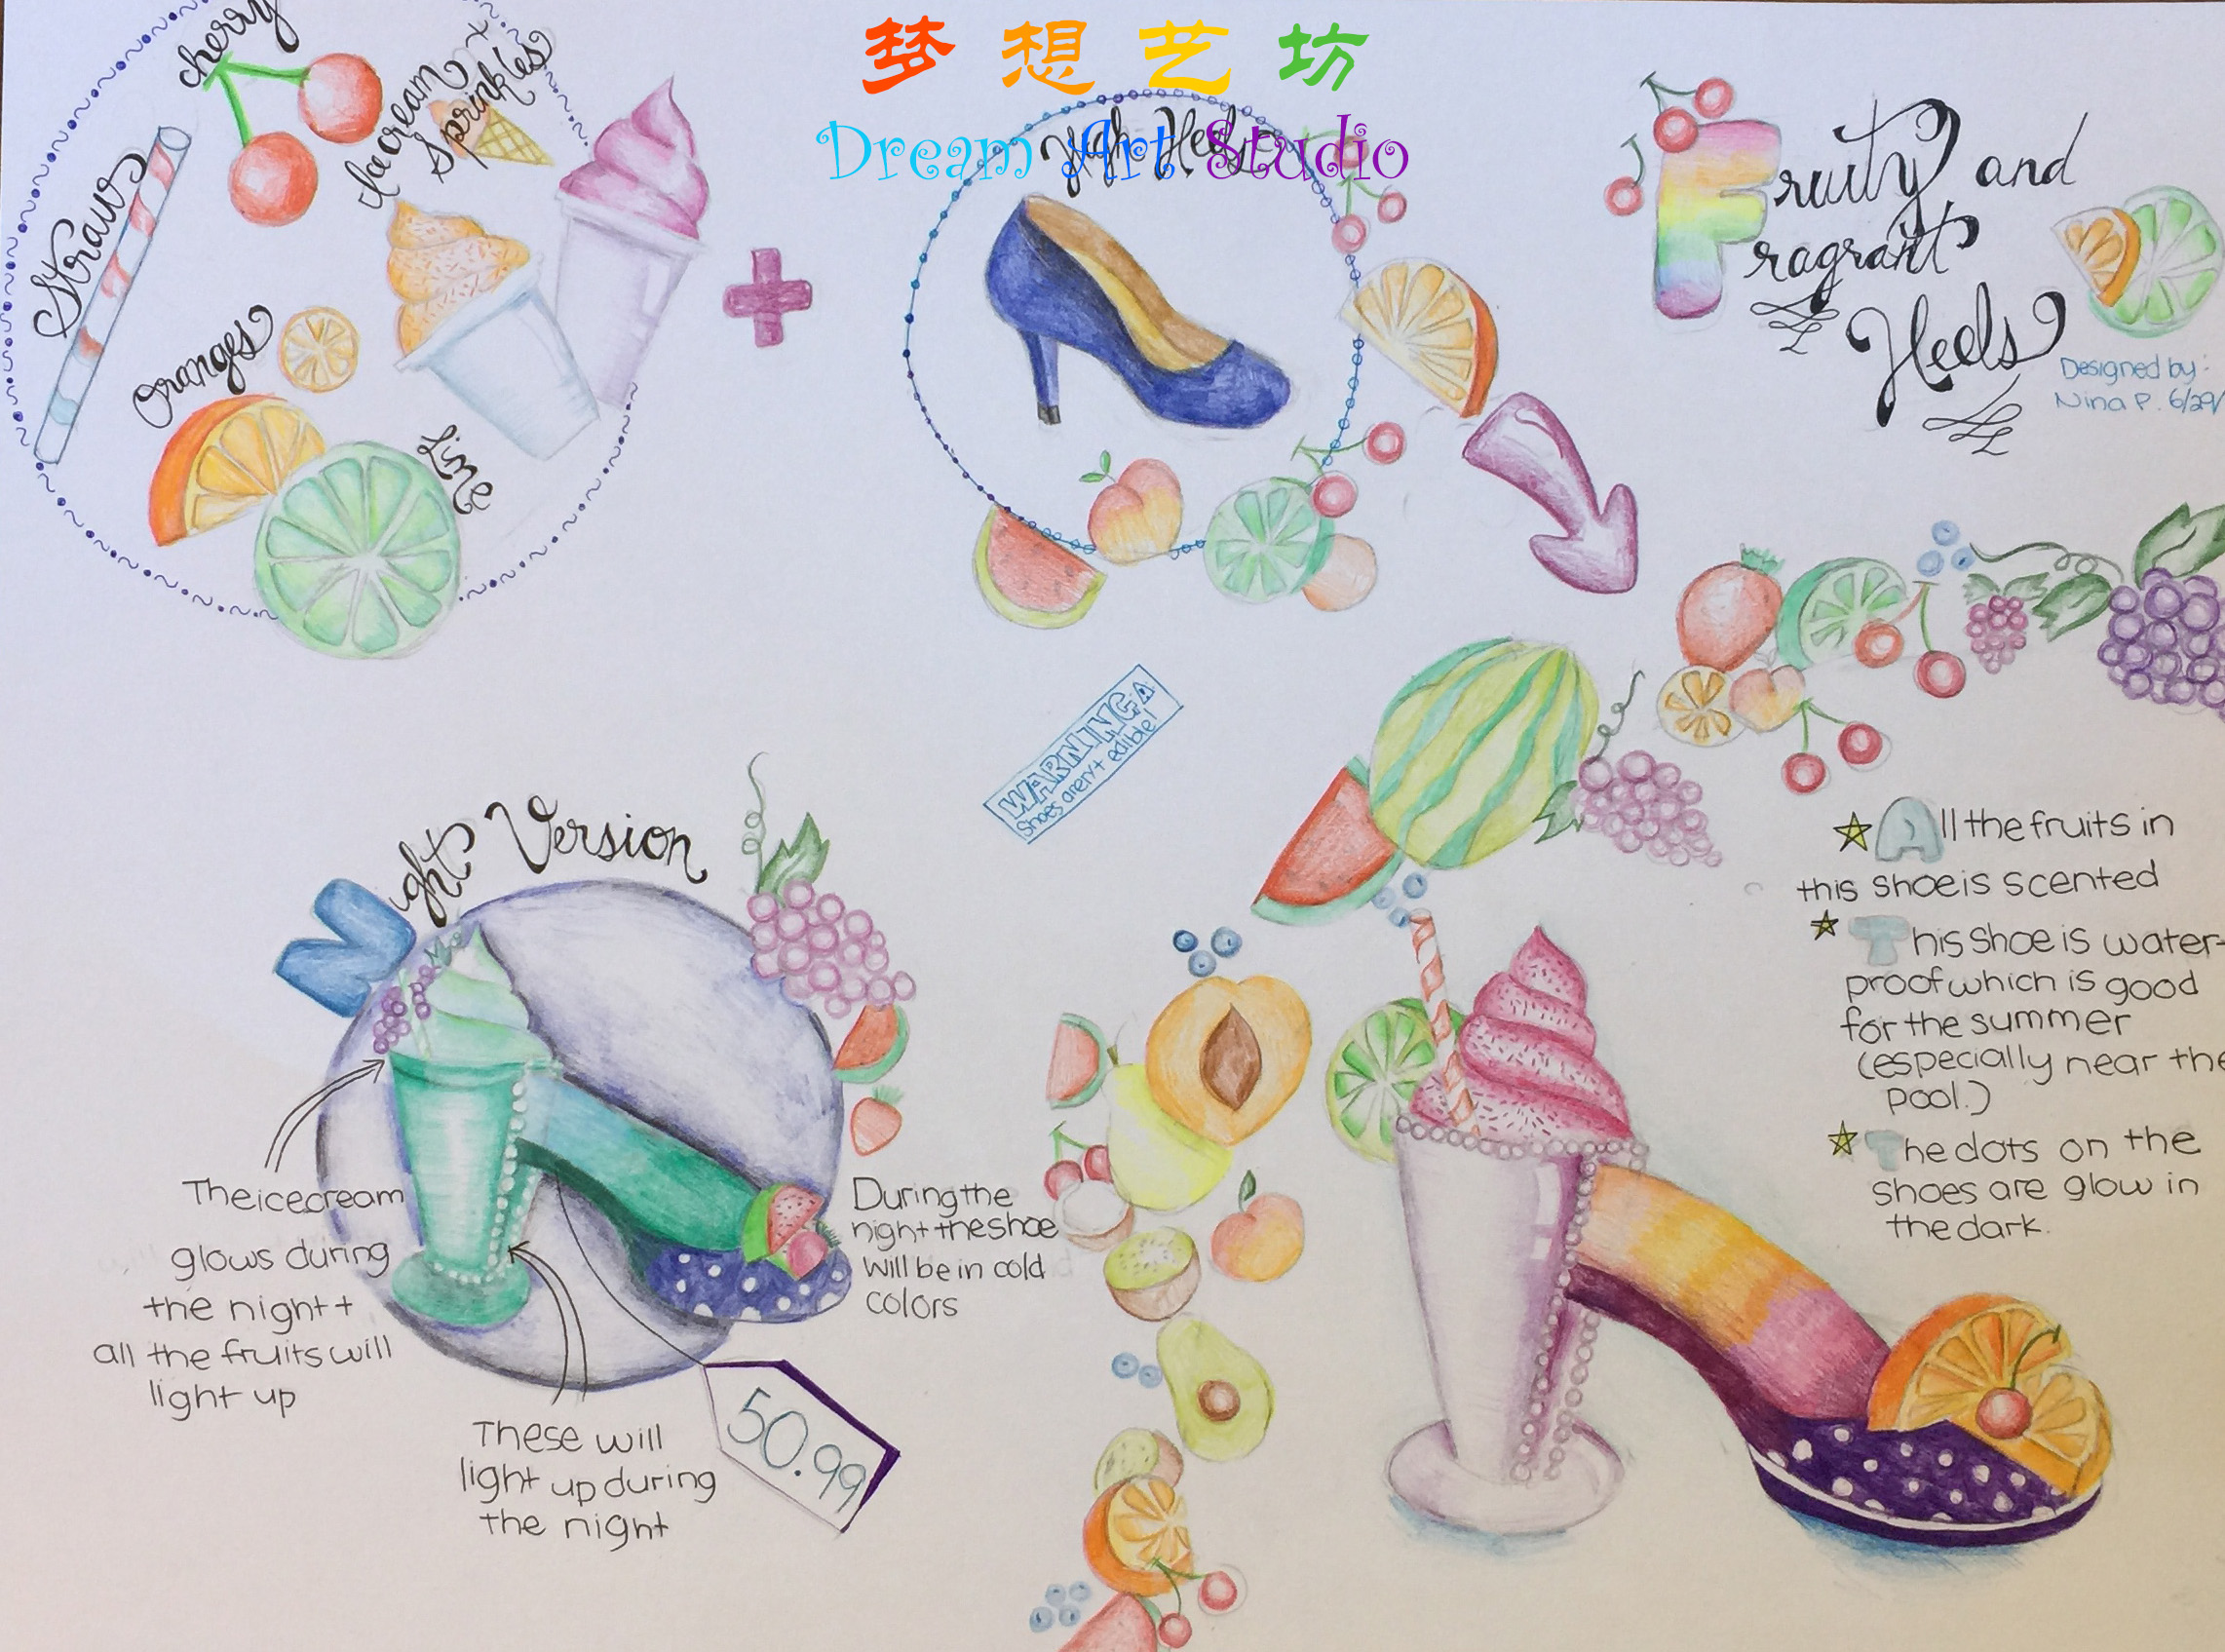 梦想艺坊
Dream Art Studio
cherry
Icecream +
Sprinkles
Straw
Oranges
Lime
High Heels
Fruity and
Fragrant
Heels
Designed by:
Nina P. 6/29/
WARNING
Shoes aren't edible!
Night Version
All the fruits in
this shoe is scented
This shoe is water-
proof which is good
for the summer
(especially near the
pool.)
The dots on the
shoes are glow in
the dark.
The icecream
glows during
the night +
all the fruits will
light up
During the
night the shoe
will be in cold
colors
These will
light up during
the night
50.99